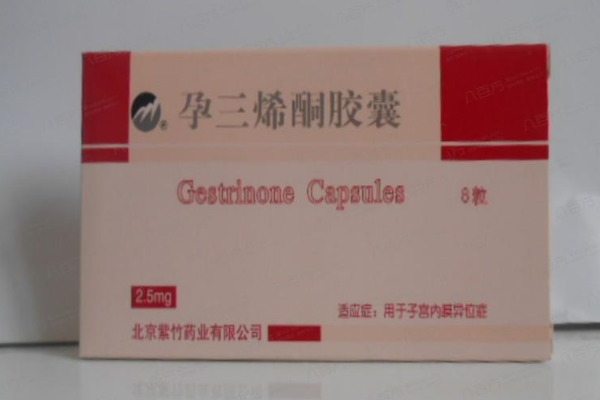 孕三烯酮胶囊
Gestrinone Capsules 8粒
2.5mg
适应症：用于子宫内膜异位症
北京紫竹药业有限公司